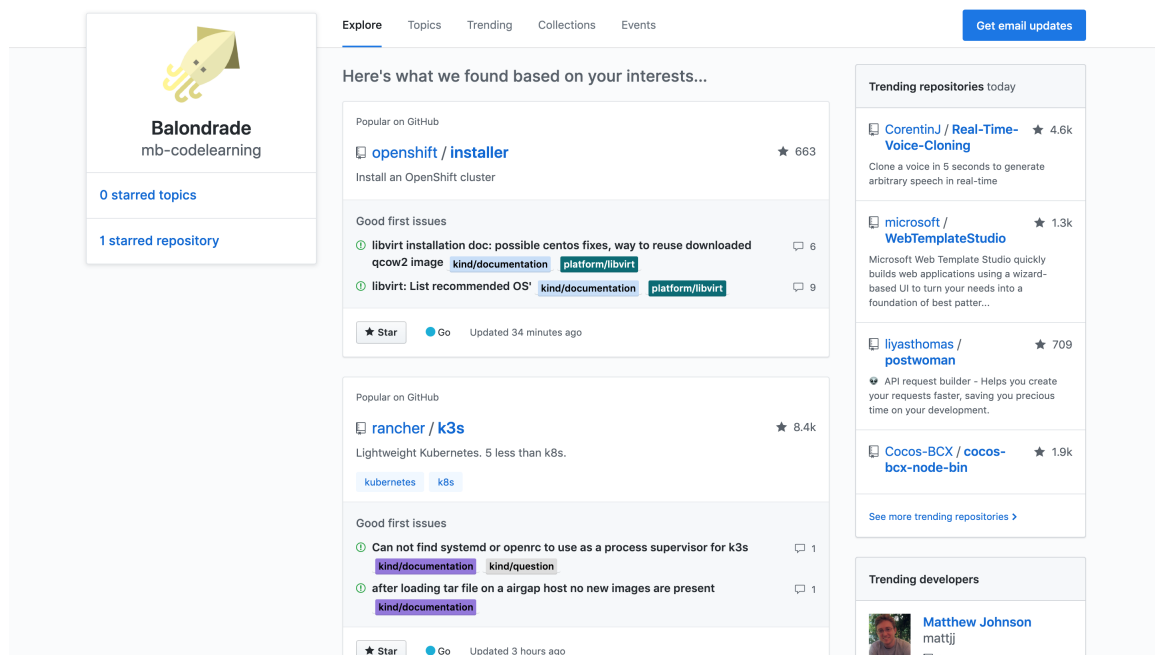 Explore Topics Trending Collections Events
Get email updates
Balondrade
mb-codelearning
0 starred topics
1 starred repository
Here's what we found based on your interests...
Popular on GitHub
openshift / installer
663
Install an OpenShift cluster
Good first issues
libvirt installation doc: possible centos fixes, way to reuse downloaded
6
qcow2 image kind/documentation platform/libvirt
libvirt: List recommended OS' kind/documentation platform/libvirt
9
Star
Go
Updated 34 minutes ago
Popular on GitHub
rancher / k3s
8.4k
Lightweight Kubernetes. 5 less than k8s.
kubernetes k8s
Good first issues
Can not find systemd or openrc to use as a process supervisor for k3s
1
kind/documentation kind/question
after loading tar file on a airgap host no new images are present
1
kind/documentation
Star
Go
Updated 3 hours ago
Trending repositories today
CorentinJ / Real-Time-
4.6k
Voice-Cloning
Clone a voice in 5 seconds to generate
arbitrary speech in real-time
microsoft /
1.3k
WebTemplateStudio
Microsoft Web Template Studio quickly
builds web applications using a wizard-
based UI to turn your needs into a
foundation of best patter...
liyasthomas /
709
postwoman
API request builder - Helps you create
your requests faster, saving you precious
time on your development.
Cocos-BCX / cocos-
1.9k
bcx-node-bin
See more trending repositories
Trending developers
Matthew Johnson
mattjj